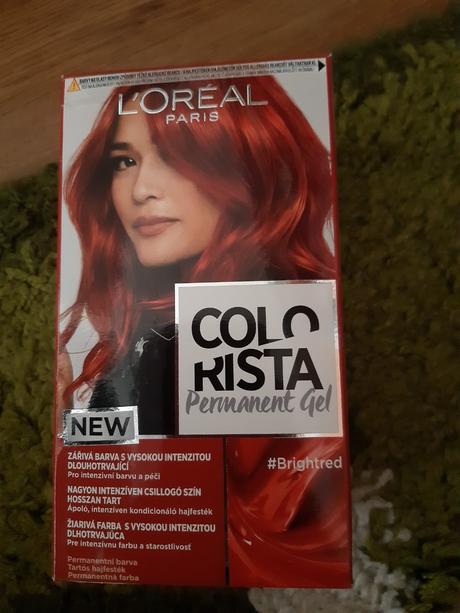 L'ORÉAL
PARIS
COLO
RISTA
Permanent Gel
NEW
#Brightred
ZÁŘIVÁ BARVA S VYSOKOU INTENZITOU
DLOUHOTRVAJÍCÍ
Pro intenzivní barvu a péči
NAGYON INTENZÍVEN CSILLOGÓ SZÍN
HOSSZAN TART
Ápoló, intenzíven kondicionáló hajfesték
ŽIARIVÁ FARBA S VYSOKOU INTENZITOU
DLHOTRVAJÚCA
Pre intenzívnu farbu a starostlivosť
Permanentní barva
Tartós hajfesték
Permanentná farba